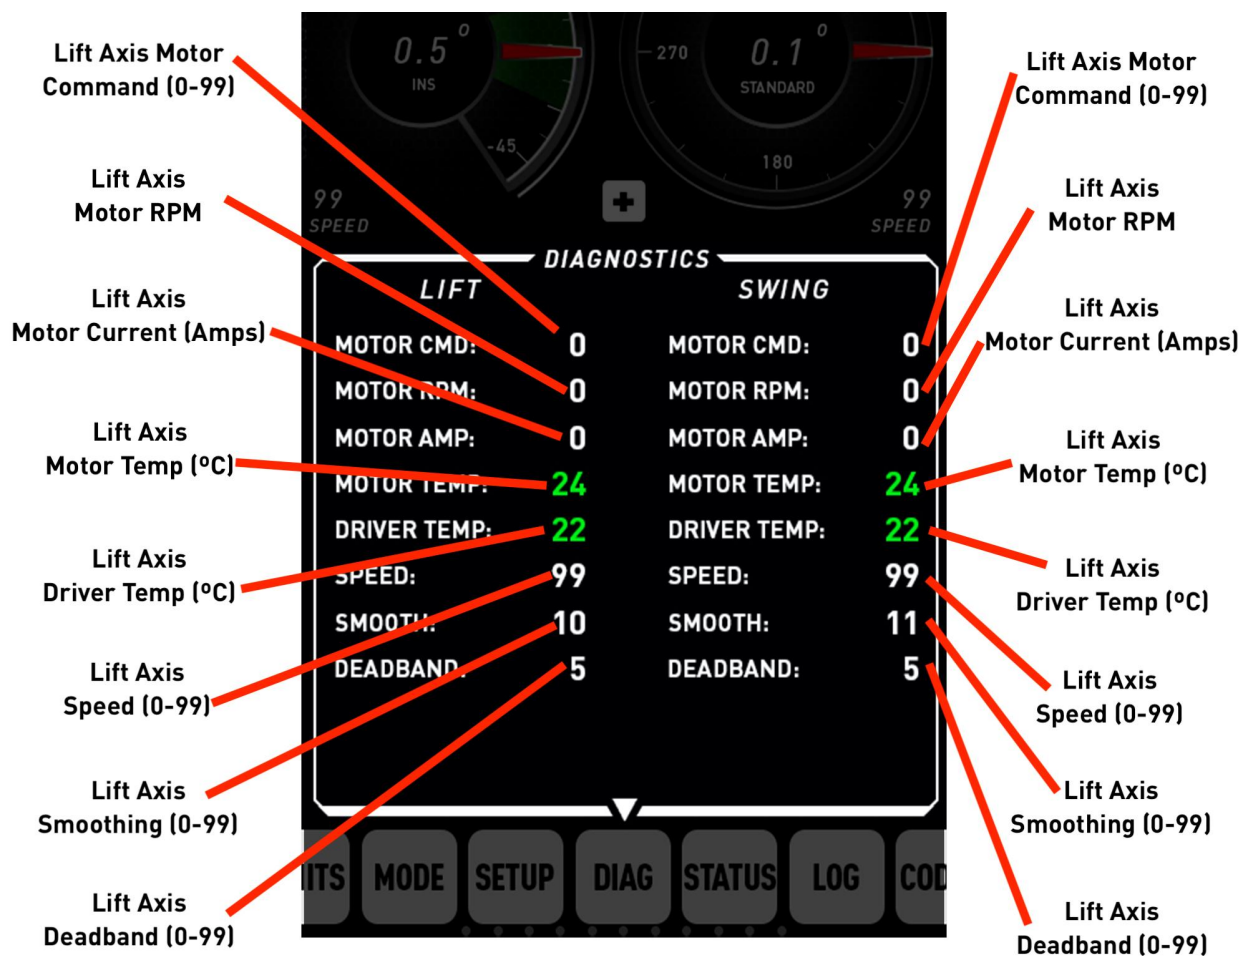 Lift Axis Motor
Command (0-99)
Lift Axis
Motor RPM
Lift Axis
Motor Current (Amps)
Lift Axis
Motor Temp (ºC)
Lift Axis
Driver Temp (ºC)
Lift Axis
Speed (0-99)
Lift Axis
Smoothing (0-99)
Lift Axis
Deadband (0-99)
0.5º
INS
-45
270
0.1º
STANDARD
180
99
SPEED
99
SPEED
DIAGNOSTICS
LIFT
SWING
MOTOR CMD: 0 MOTOR CMD: 0
MOTOR RPM: 0 MOTOR RPM: 0
MOTOR AMP: 0 MOTOR AMP: 0
MOTOR TEMP: 24 MOTOR TEMP: 24
DRIVER TEMP: 22 DRIVER TEMP: 22
SPEED: 99 SPEED: 99
SMOOTH: 10 SMOOTH: 11
DEADBAND: 5 DEADBAND: 5
ITS MODE SETUP DIAG STATUS LOG COD
Lift Axis Motor
Command (0-99)
Lift Axis
Motor RPM
Lift Axis
Motor Current (Amps)
Lift Axis
Motor Temp (ºC)
Lift Axis
Driver Temp (ºC)
Lift Axis
Speed (0-99)
Lift Axis
Smoothing (0-99)
Lift Axis
Deadband (0-99)